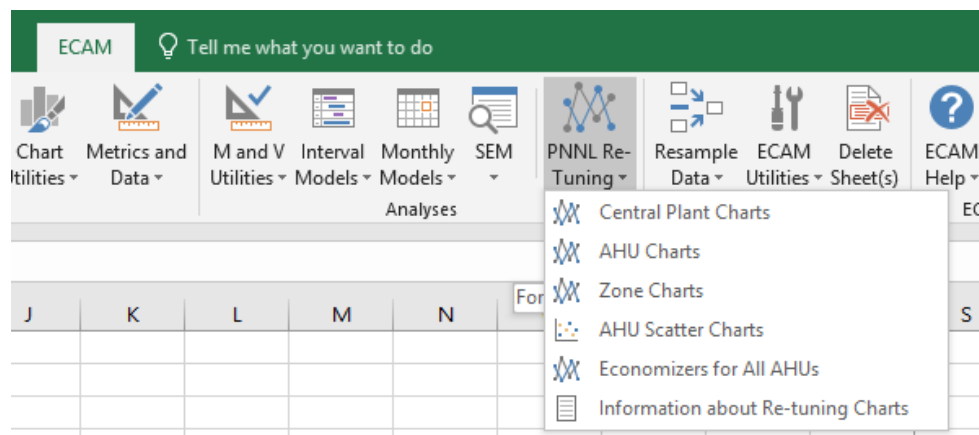 ECAM Tell me what you want to do
Chart Metrics and M and V Interval Monthly SEM PNNL Re- Resample ECAM Delete ECAM
tilities Data Utilities Models Models Tuning Data Utilities Sheet(s) Help
Analyses EC
Central Plant Charts
AHU Charts
Zone Charts
For
J K L M N S
AHU Scatter Charts
Economizers for All AHUs
Information about Re-tuning Charts